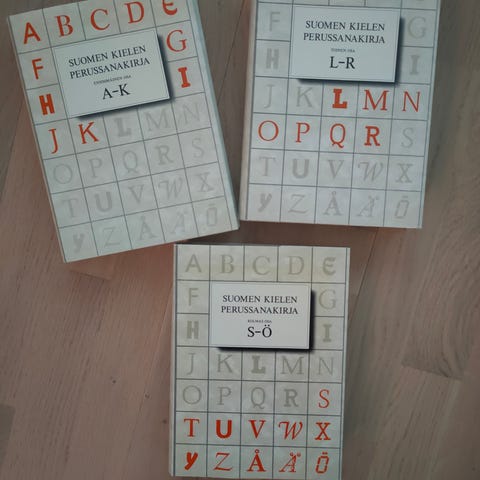 A B C D E
F G
SUOMEN KIELEN
PERUSSANAKIRJA
ENSIMMÄINEN OSA
A–K
H I
J K L M N
O P Q R S
T U V W X
Y Z Å Ä Ö
A B C D E
F G
SUOMEN KIELEN
PERUSSANAKIRJA
TOINEN OSA
L–R
H I
J K L M N
O P Q R S
T U V W X
Y Z Å Ä Ö
A B C D E
F G
SUOMEN KIELEN
PERUSSANAKIRJA
KOLMAS OSA
S–Ö
H I
J K L M N
O P Q R S
T U V W X
Y Z Å Ä Ö